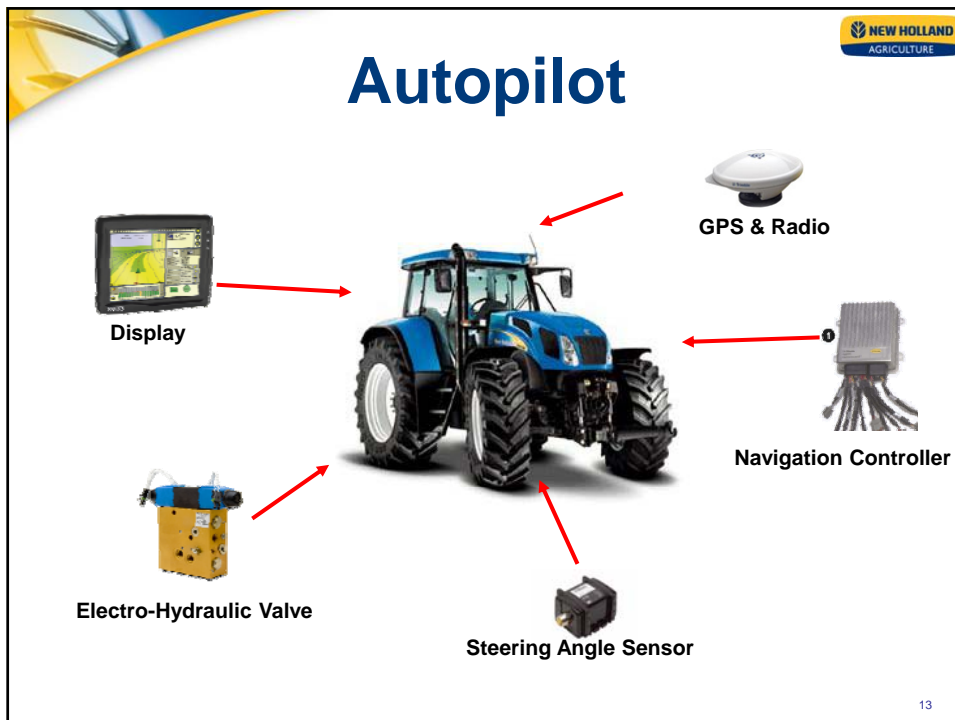 NEW HOLLAND
AGRICULTURE
Autopilot
GPS & Radio
Display
Navigation Controller
Electro-Hydraulic Valve
Steering Angle Sensor
13